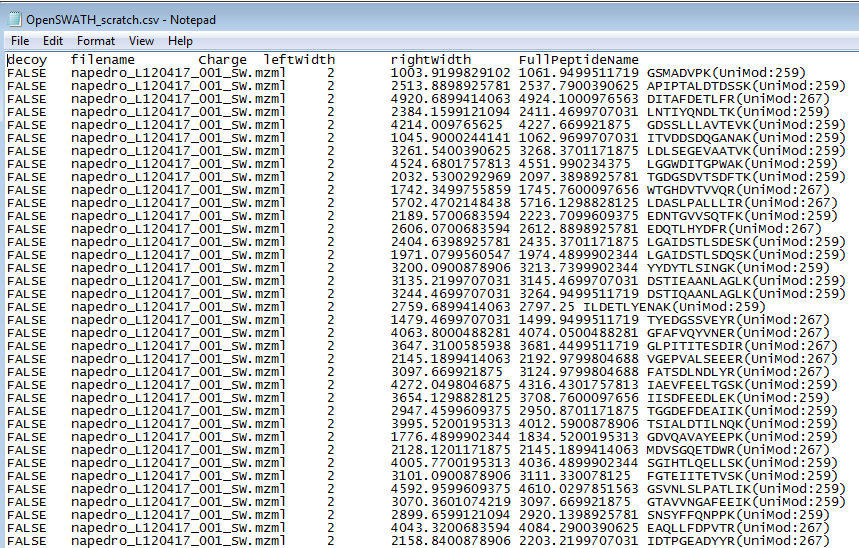 OpenSWATH_scratch.csv - Notepad
File Edit Format View Help
decoy filename Charge leftWidth rightWidth FullPeptideName
FALSE napedro_L120417_001_SW.mzml 2 1003.9199829102 1061.9499511719 GSMADVPK(UniMod:259)
FALSE napedro_L120417_001_SW.mzml 2 2513.8898925781 2537.7900390625 APIPTALDTDSSK(UniMod:259)
FALSE napedro_L120417_001_SW.mzml 2 4920.6899414063 4924.1000976563 DITAFDETLFR(UniMod:267)
FALSE napedro_L120417_001_SW.mzml 2 2384.1599121094 2411.4699707031 LNTIYQNDLTK(UniMod:259)
FALSE napedro_L120417_001_SW.mzml 2 4214.009765625 4227.669921875 GDSSLLLAVTEVK(UniMod:259)
FALSE napedro_L120417_001_SW.mzml 2 1045.9000244141 1062.9699707031 ITVDDSDQGANAK(UniMod:259)
FALSE napedro_L120417_001_SW.mzml 2 3261.5400390625 3268.3701171875 LDLSEGEVAATVK(UniMod:259)
FALSE napedro_L120417_001_SW.mzml 2 4524.6801757813 4551.990234375 LGGWDITGPWAK(UniMod:259)
FALSE napedro_L120417_001_SW.mzml 2 2032.5300292969 2097.3898925781 TGDGSDVTSDFTK(UniMod:259)
FALSE napedro_L120417_001_SW.mzml 2 1742.3499755859 1745.7600097656 WTGHDVTVVQR(UniMod:267)
FALSE napedro_L120417_001_SW.mzml 2 5702.4702148438 5716.1298828125 LDASLPALLLIR(UniMod:267)
FALSE napedro_L120417_001_SW.mzml 2 2189.5700683594 2223.7099609375 EDNTGVVSQTFK(UniMod:259)
FALSE napedro_L120417_001_SW.mzml 2 2606.0700683594 2612.8898925781 EDQTLHYDFR(UniMod:267)
FALSE napedro_L120417_001_SW.mzml 2 2404.6398925781 2435.3701171875 LGAIDSTLSDESK(UniMod:259)
FALSE napedro_L120417_001_SW.mzml 2 1971.0799560547 1974.4899902344 LGAIDSTLSDQSK(UniMod:259)
FALSE napedro_L120417_001_SW.mzml 2 3200.0900878906 3213.7399902344 YYDYTLSINGK(UniMod:259)
FALSE napedro_L120417_001_SW.mzml 2 3135.2199707031 3145.4699707031 DSTIEAANLAGLK(UniMod:259)
FALSE napedro_L120417_001_SW.mzml 2 3244.4699707031 3264.9499511719 DSTIQAANLAGLK(UniMod:259)
FALSE napedro_L120417_001_SW.mzml 2 2759.6899414063 2797.25 ILDETLYENAK(UniMod:259)
FALSE napedro_L120417_001_SW.mzml 2 1479.4699707031 1499.9499511719 TYEDGSSVEYR(UniMod:267)
FALSE napedro_L120417_001_SW.mzml 2 4063.8000488281 4074.0500488281 GFAFVQYVNER(UniMod:267)
FALSE napedro_L120417_001_SW.mzml 2 3647.3100585938 3681.4499511719 GLPITITESDIR(UniMod:267)
FALSE napedro_L120417_001_SW.mzml 2 2145.1899414063 2192.9799804688 VGEPVALSEEER(UniMod:267)
FALSE napedro_L120417_001_SW.mzml 2 3097.669921875 3124.9799804688 FATSDLNDLYR(UniMod:267)
FALSE napedro_L120417_001_SW.mzml 2 4272.0498046875 4316.4301757813 IAEVFEELTGSK(UniMod:259)
FALSE napedro_L120417_001_SW.mzml 2 3654.1298828125 3708.7600097656 IISDFEEDLEK(UniMod:259)
FALSE napedro_L120417_001_SW.mzml 2 2947.4599609375 2950.8701171875 TGGDEFDEAIIK(UniMod:259)
FALSE napedro_L120417_001_SW.mzml 2 3995.5200195313 4012.5900878906 TSIALDTILNQK(UniMod:259)
FALSE napedro_L120417_001_SW.mzml 2 1776.4899902344 1834.5200195313 GDVQAVAYEEPK(UniMod:259)
FALSE napedro_L120417_001_SW.mzml 2 2128.1201171875 2145.1899414063 MDVSGQETDWR(UniMod:267)
FALSE napedro_L120417_001_SW.mzml 2 4005.7700195313 4036.4899902344 SGIHTLQELLSK(UniMod:259)
FALSE napedro_L120417_001_SW.mzml 2 3101.0900878906 3111.330078125 FGTEITITEVSK(UniMod:259)
FALSE napedro_L120417_001_SW.mzml 2 4592.9599609375 4610.0297851563 GSVNLSLPATLIK(UniMod:259)
FALSE napedro_L120417_001_SW.mzml 2 3070.3601074219 3097.669921875 GTAVVNGAFEEIK(UniMod:259)
FALSE napedro_L120417_001_SW.mzml 2 2899.6599121094 2920.1398925781 SNSYFFQNPPK(UniMod:259)
FALSE napedro_L120417_001_SW.mzml 2 4043.3200683594 4084.2900390625 EAQLLFDPVTR(UniMod:267)
FALSE napedro_L120417_001_SW.mzml 2 2158.8400878906 2203.2199707031 IDTPGEADYYR(UniMod:267)